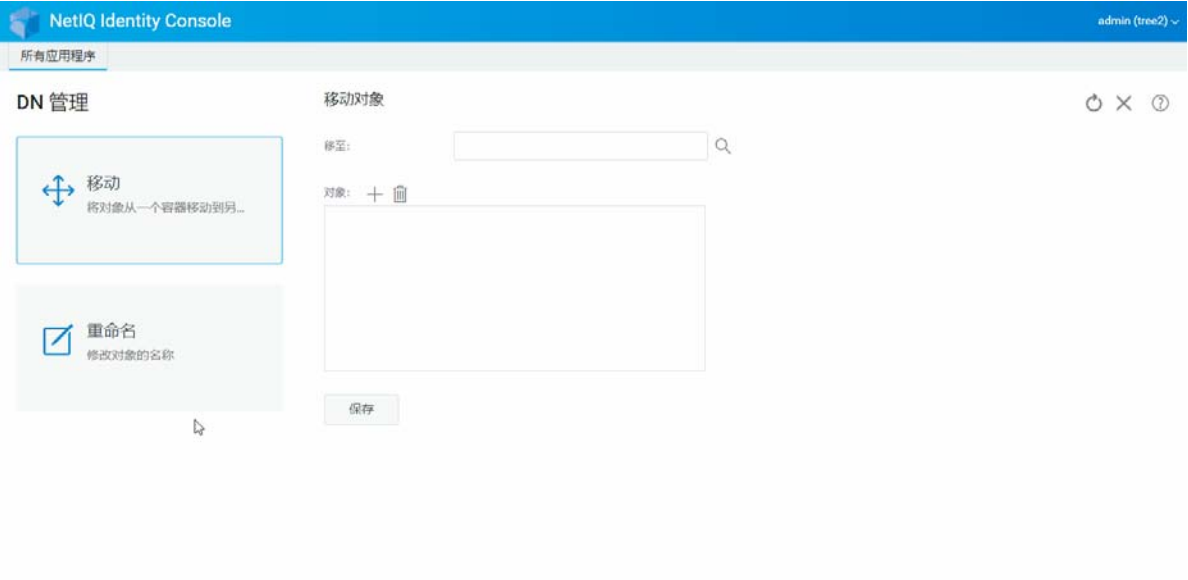 NetIQ Identity Console
admin (tree2)
所有应用程序
DN 管理
移动
将对象从一个容器移动到另...
重命名
修改对象的名称
移动对象
移至:
对象:
保存